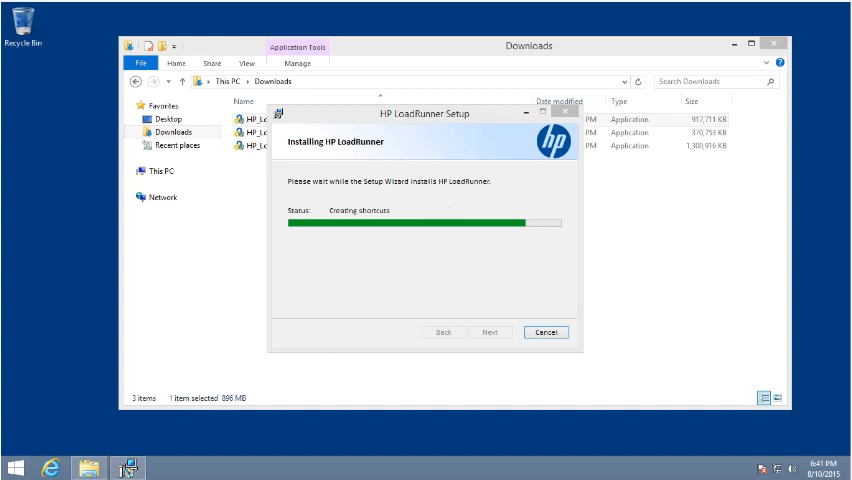 Recycle Bin
Application Tools
Downloads
File
Home
Share
View
Manage
This PC
Downloads
Search Downloads
Favorites
Desktop
Downloads
Recent places
This PC
Network
Name
Date modified
Type
Size
HP_Lo
PM
Application
917,711 KB
HP_Lo
PM
Application
370,753 KB
HP_Lo
PM
Application
1,300,916 KB
HP LoadRunner Setup
Installing HP LoadRunner
hp
Please wait while the Setup Wizard installs HP LoadRunner.
Status: Creating shortcuts
Back
Next
Cancel
3 items 1 item selected 896 MB
6:41 PM
8/10/2015